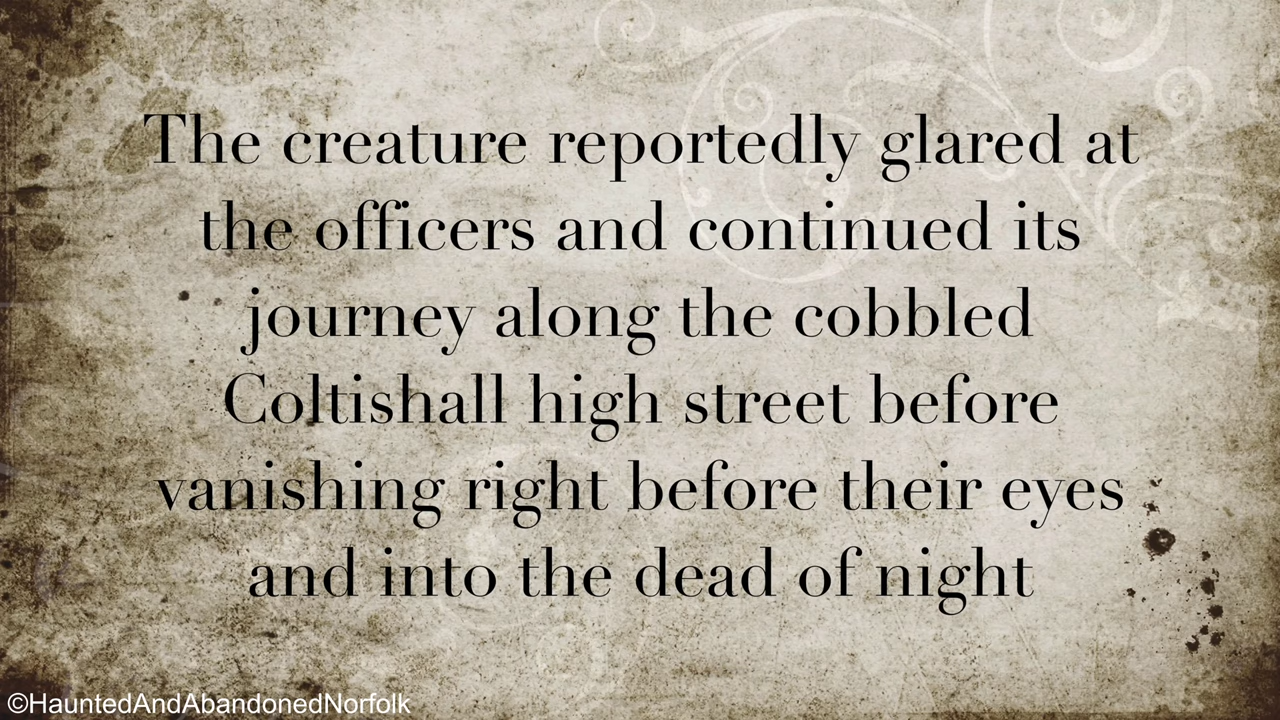 The creature reportedly glared at
the officers and continued its
journey along the cobbled
Coltishall high street before
vanishing right before their eyes
and into the dead of night
©HauntedAndAbandonedNorfolk